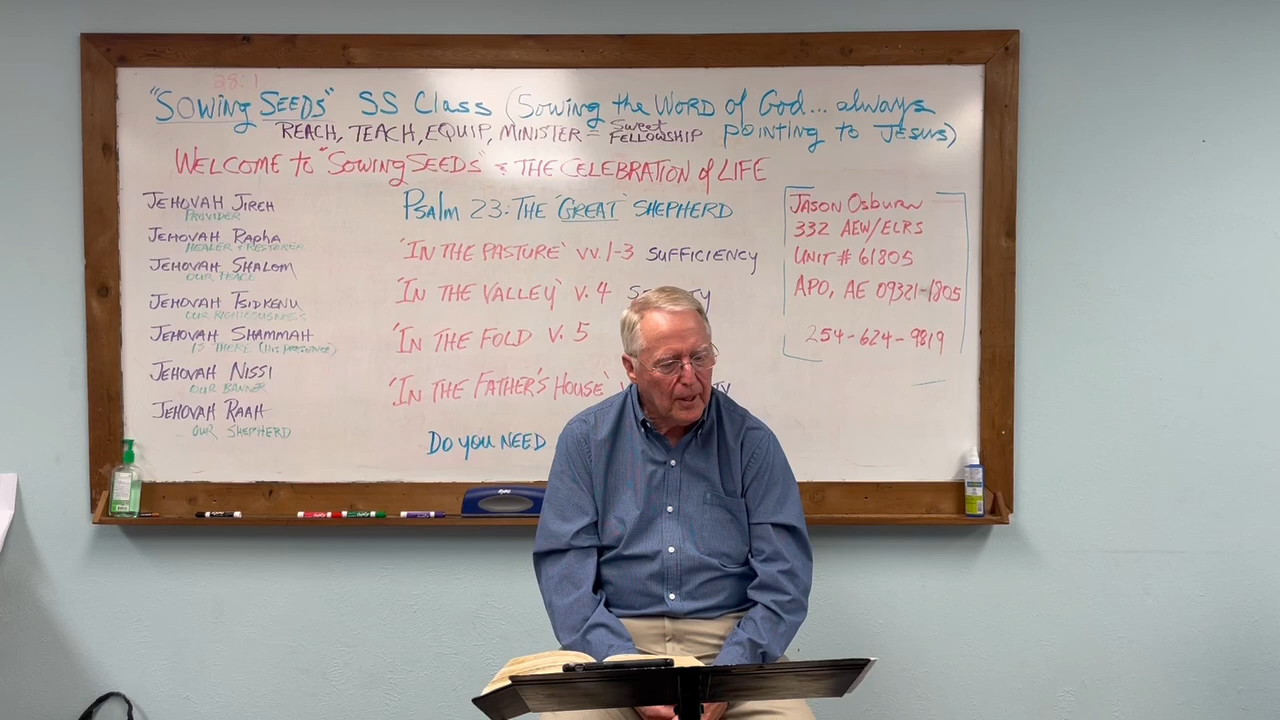 28:1
"SOWING SEEDS" SS CLASS (SOWING THE WORD OF GOD... always
REACH, TEACH, EQUIP, MINISTER = SWEET FELLOWSHIP
pointing to JESUS)
WELCOME TO "SOWING SEEDS" & THE CELEBRATION of LIFE
JEHOVAH JIREH
PROVIDER
JEHOVAH RAPHA
HEALER & RESTORER
JEHOVAH SHALOM
OUR PEACE
JEHOVAH TSIDKENU
OUR RIGHTEOUSNESS
JEHOVAH SHAMMAH
IS THERE (HIS PRESENCE)
JEHOVAH NISSI
OUR BANNER
JEHOVAH RAAH
OUR SHEPHERD
PSALM 23: THE 'GREAT' SHEPHERD
'IN THE PASTURE' vv. 1-3 SUFFICIENCY
'IN THE VALLEY' v. 4
'IN THE FOLD v. 5
'IN THE FATHER'S HOUSE'
DO YOU NEED
JASON OSBURN
332 AEW/ELRS
UNIT # 61805
APO, AE 09321-1805
254-624-9819